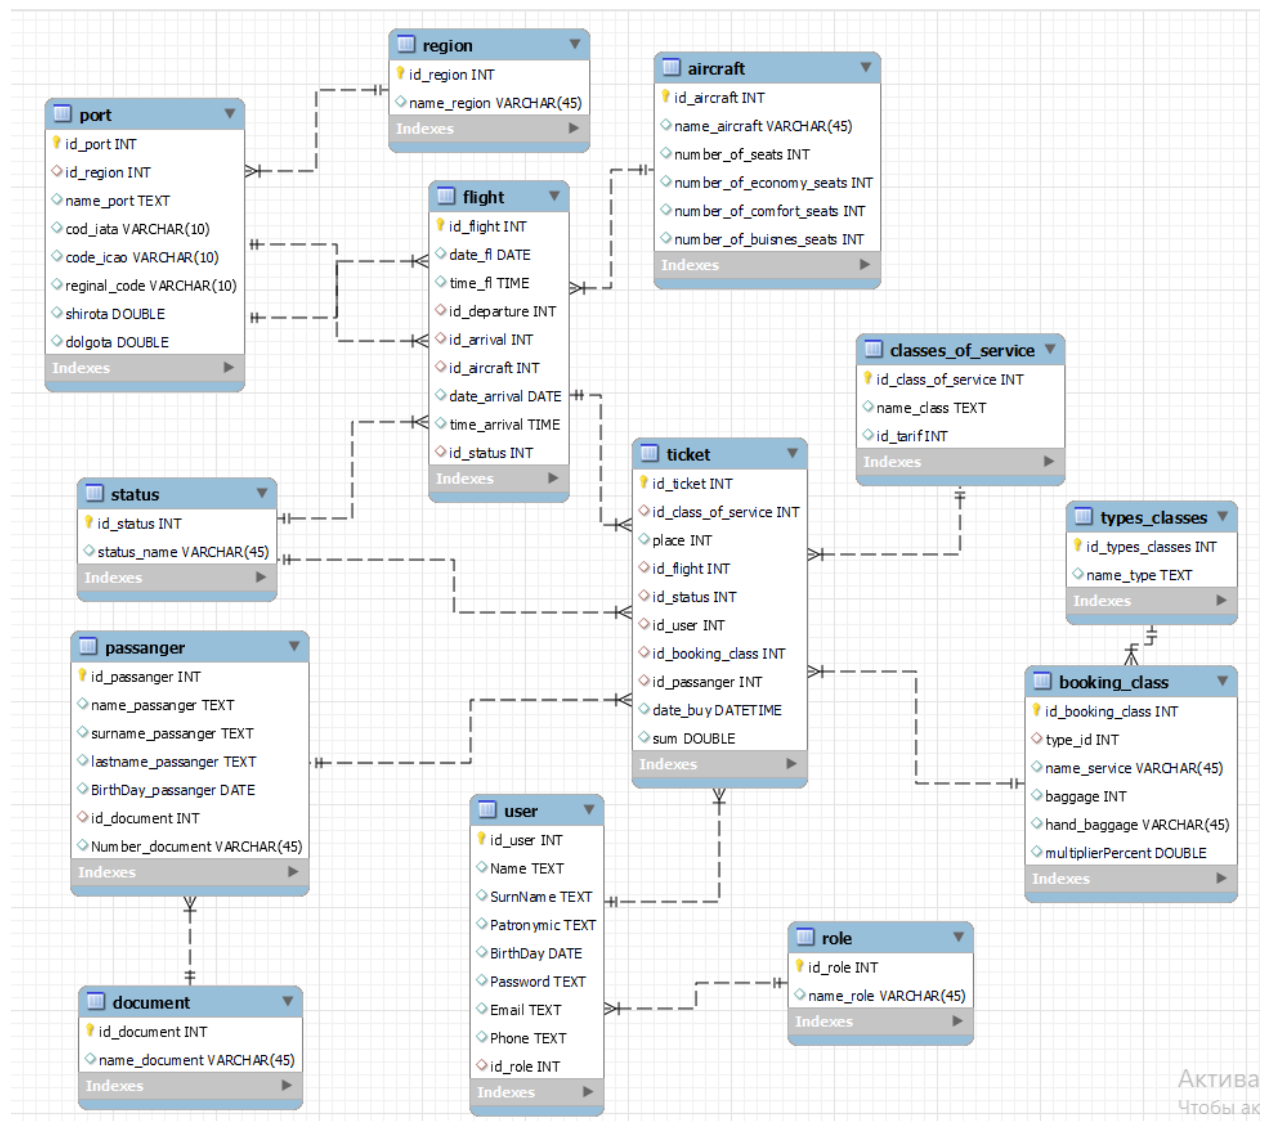 region
id_region INT
name_region VARCHAR(45)
Indexes
aircraft
id_aircraft INT
name_aircraft VARCHAR(45)
number_of_seats INT
number_of_economy_seats INT
number_of_comfort_seats INT
number_of_buisnes_seats INT
Indexes
port
id_port INT
id_region INT
name_port TEXT
cod_iata VARCHAR(10)
code_icao VARCHAR(10)
reginal_code VARCHAR(10)
shirota DOUBLE
dolgota DOUBLE
Indexes
flight
id_flight INT
date_fl DATE
time_fl TIME
id_departure INT
id_arrival INT
id_aircraft INT
date_arrival DATE
time_arrival TIME
id_status INT
Indexes
classes_of_service
id_class_of_service INT
name_class TEXT
id_tarif INT
Indexes
ticket
id_ticket INT
id_class_of_service INT
place INT
id_flight INT
id_status INT
id_user INT
id_booking_class INT
id_passanger INT
date_buy DATETIME
sum DOUBLE
Indexes
status
id_status INT
status_name VARCHAR(45)
Indexes
types_classes
id_types_classes INT
name_type TEXT
Indexes
passanger
id_passanger INT
name_passanger TEXT
surname_passanger TEXT
lastname_passanger TEXT
BirthDay_passanger DATE
id_document INT
Number_document VARCHAR(45)
Indexes
booking_class
id_booking_class INT
type_id INT
name_service VARCHAR(45)
baggage INT
hand_baggage VARCHAR(45)
multiplierPercent DOUBLE
Indexes
user
id_user INT
Name TEXT
SurnName TEXT
Patronymic TEXT
BirthDay DATE
Password TEXT
Email TEXT
Phone TEXT
id_role INT
Indexes
role
id_role INT
name_role VARCHAR(45)
Indexes
document
id_document INT
name_document VARCHAR(45)
Indexes
Актива
Чтобы ак